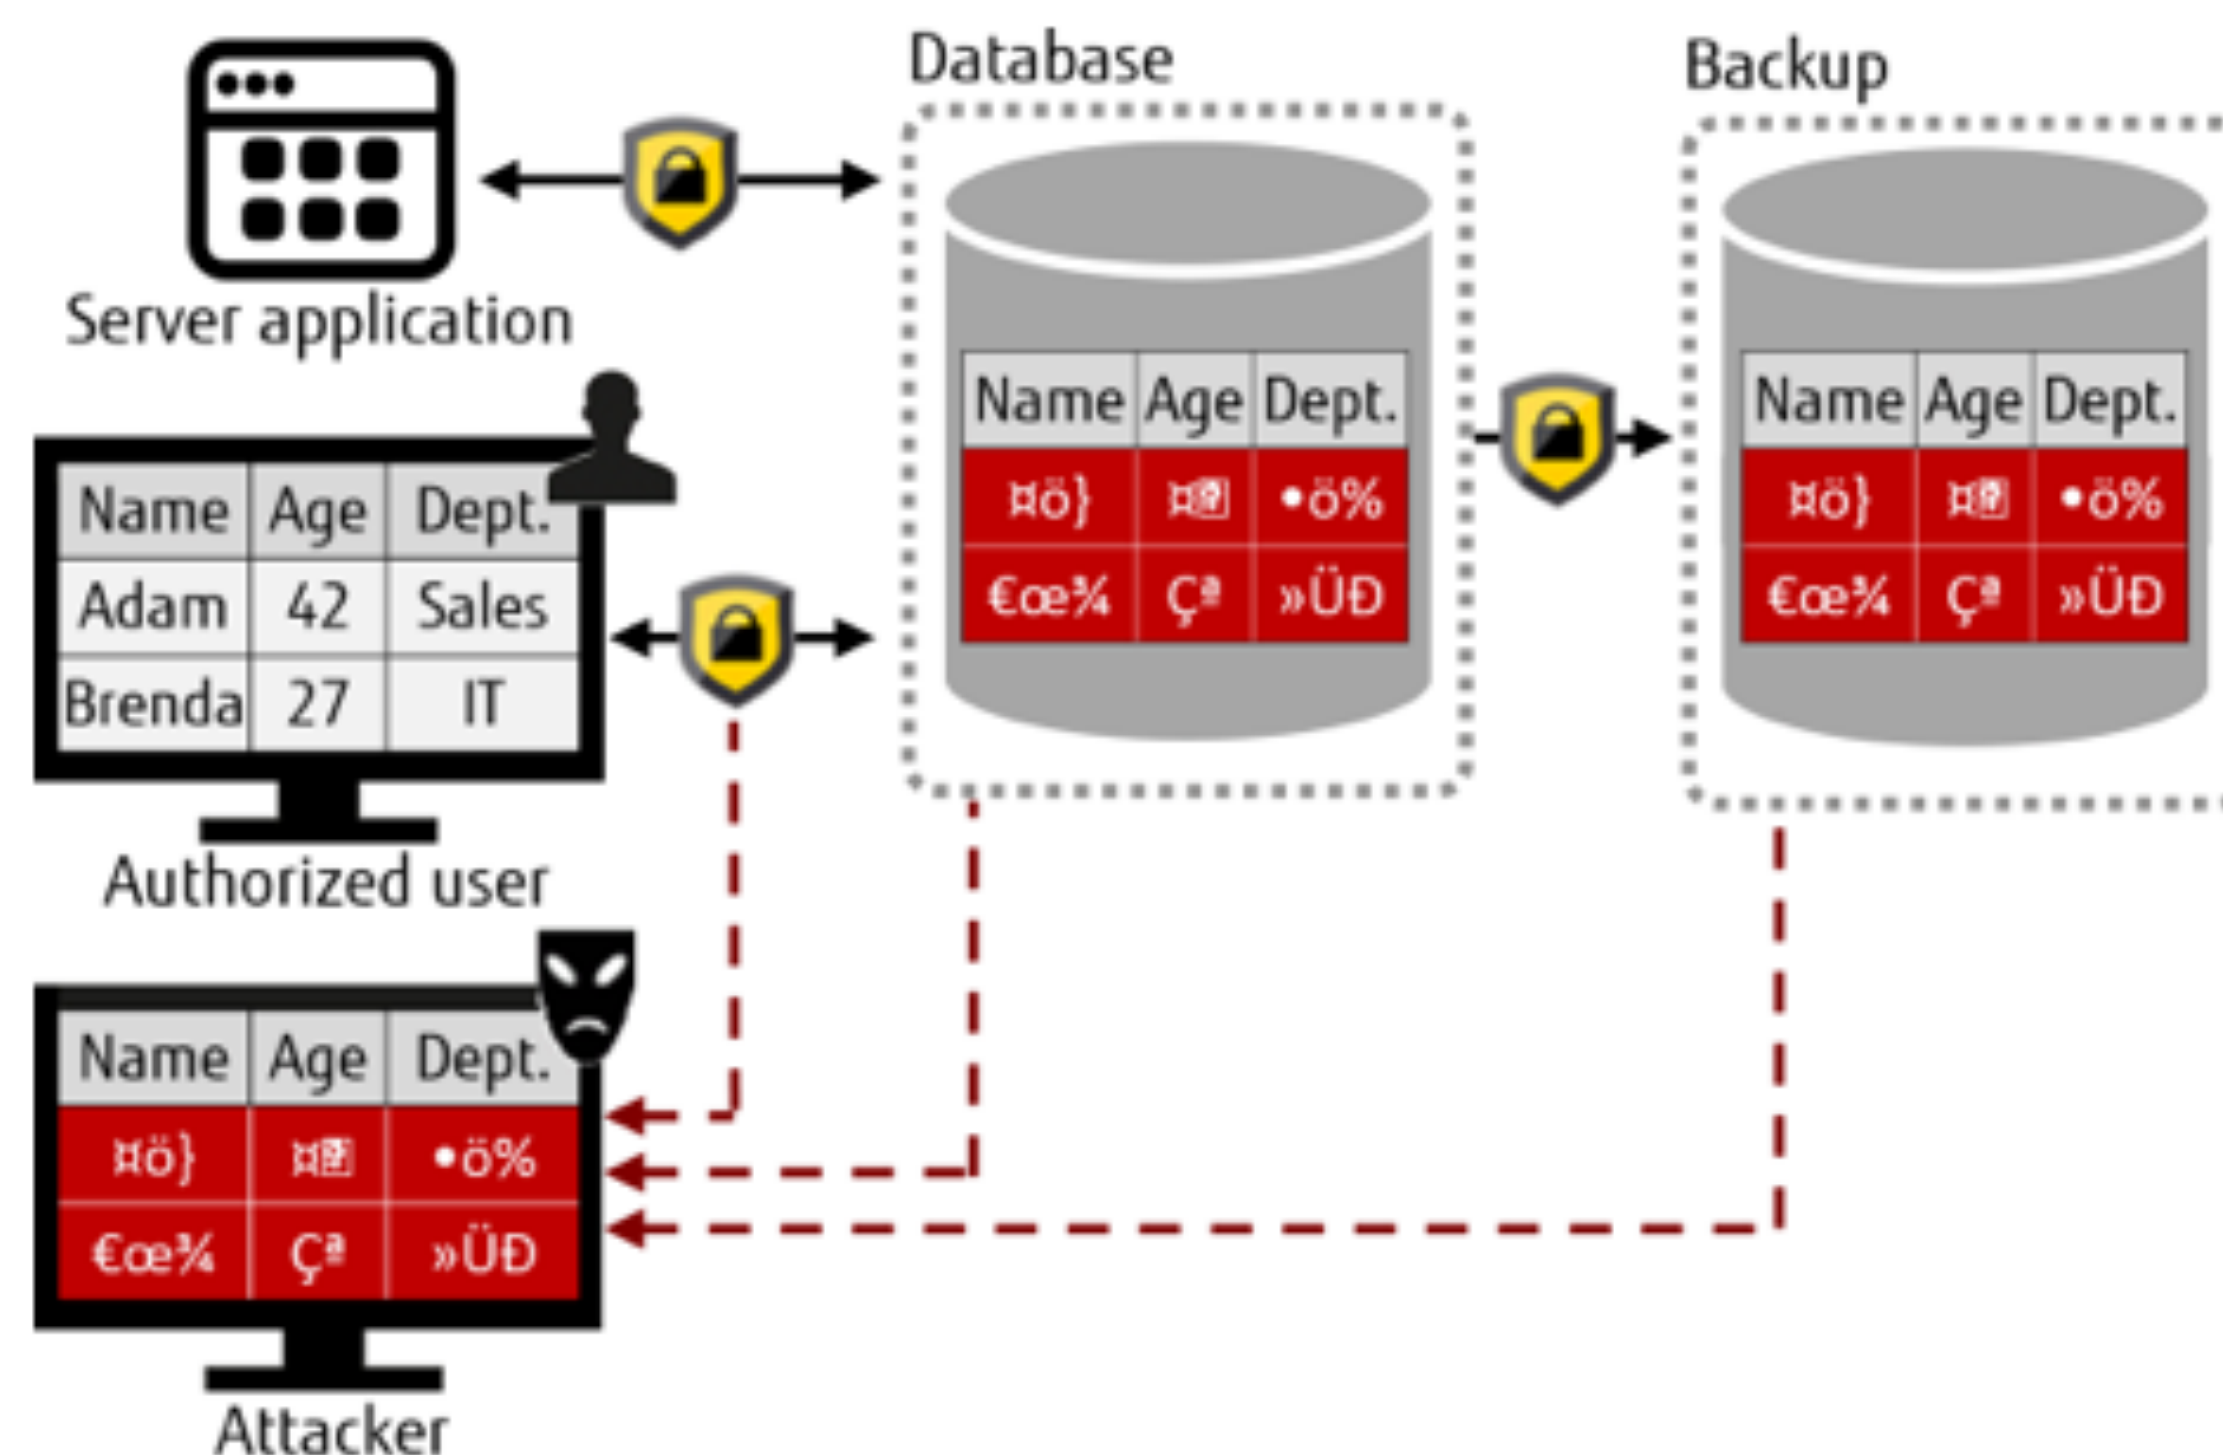 Database
Backup
Server application
Name Age Dept.
¤ö} ¤ •ö%
€œ¾ Çª »ÜÐ
Name Age Dept.
¤ö} ¤ •ö%
€œ¾ Çª »ÜÐ
Name Age Dept.
Adam 42 Sales
Brenda 27 IT
Authorized user
Name Age Dept.
¤ö} ¤ •ö%
€œ¾ Çª »ÜÐ
Attacker